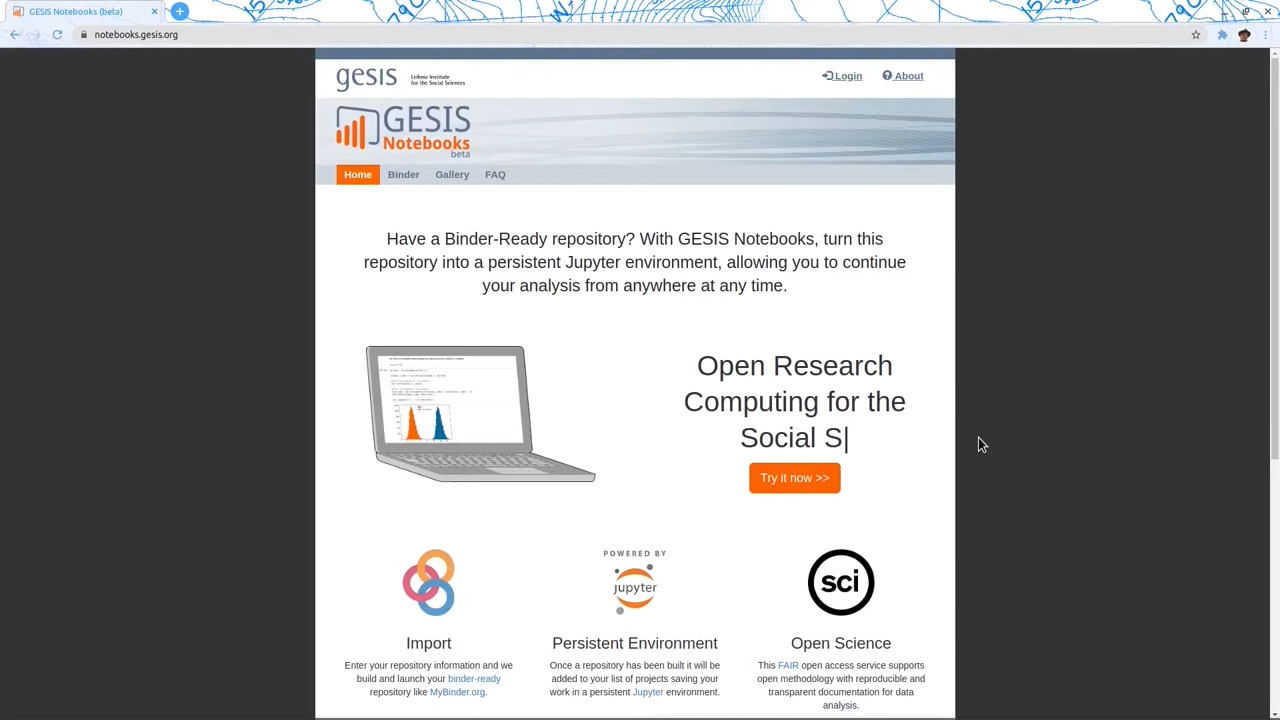 GESIS Notebooks (beta)
notebooks.gesis.org
gesis
Leibniz Institute
for the Social Sciences
Login
About
GESIS
Notebooks
beta
Home
Binder
Gallery
FAQ
Have a Binder-Ready repository? With GESIS Notebooks, turn this
repository into a persistent Jupyter environment, allowing you to continue
your analysis from anywhere at any time.
Open Research
Computing for the
Social S|
Try it now >>
Import
Enter your repository information and we
build and launch your binder-ready
repository like MyBinder.org.
POWERED BY
jupyter
Persistent Environment
Once a repository has been built it will be
added to your list of projects saving your
work in a persistent Jupyter environment.
sci
Open Science
This FAIR open access service supports
open methodology with reproducible and
transparent documentation for data
analysis.